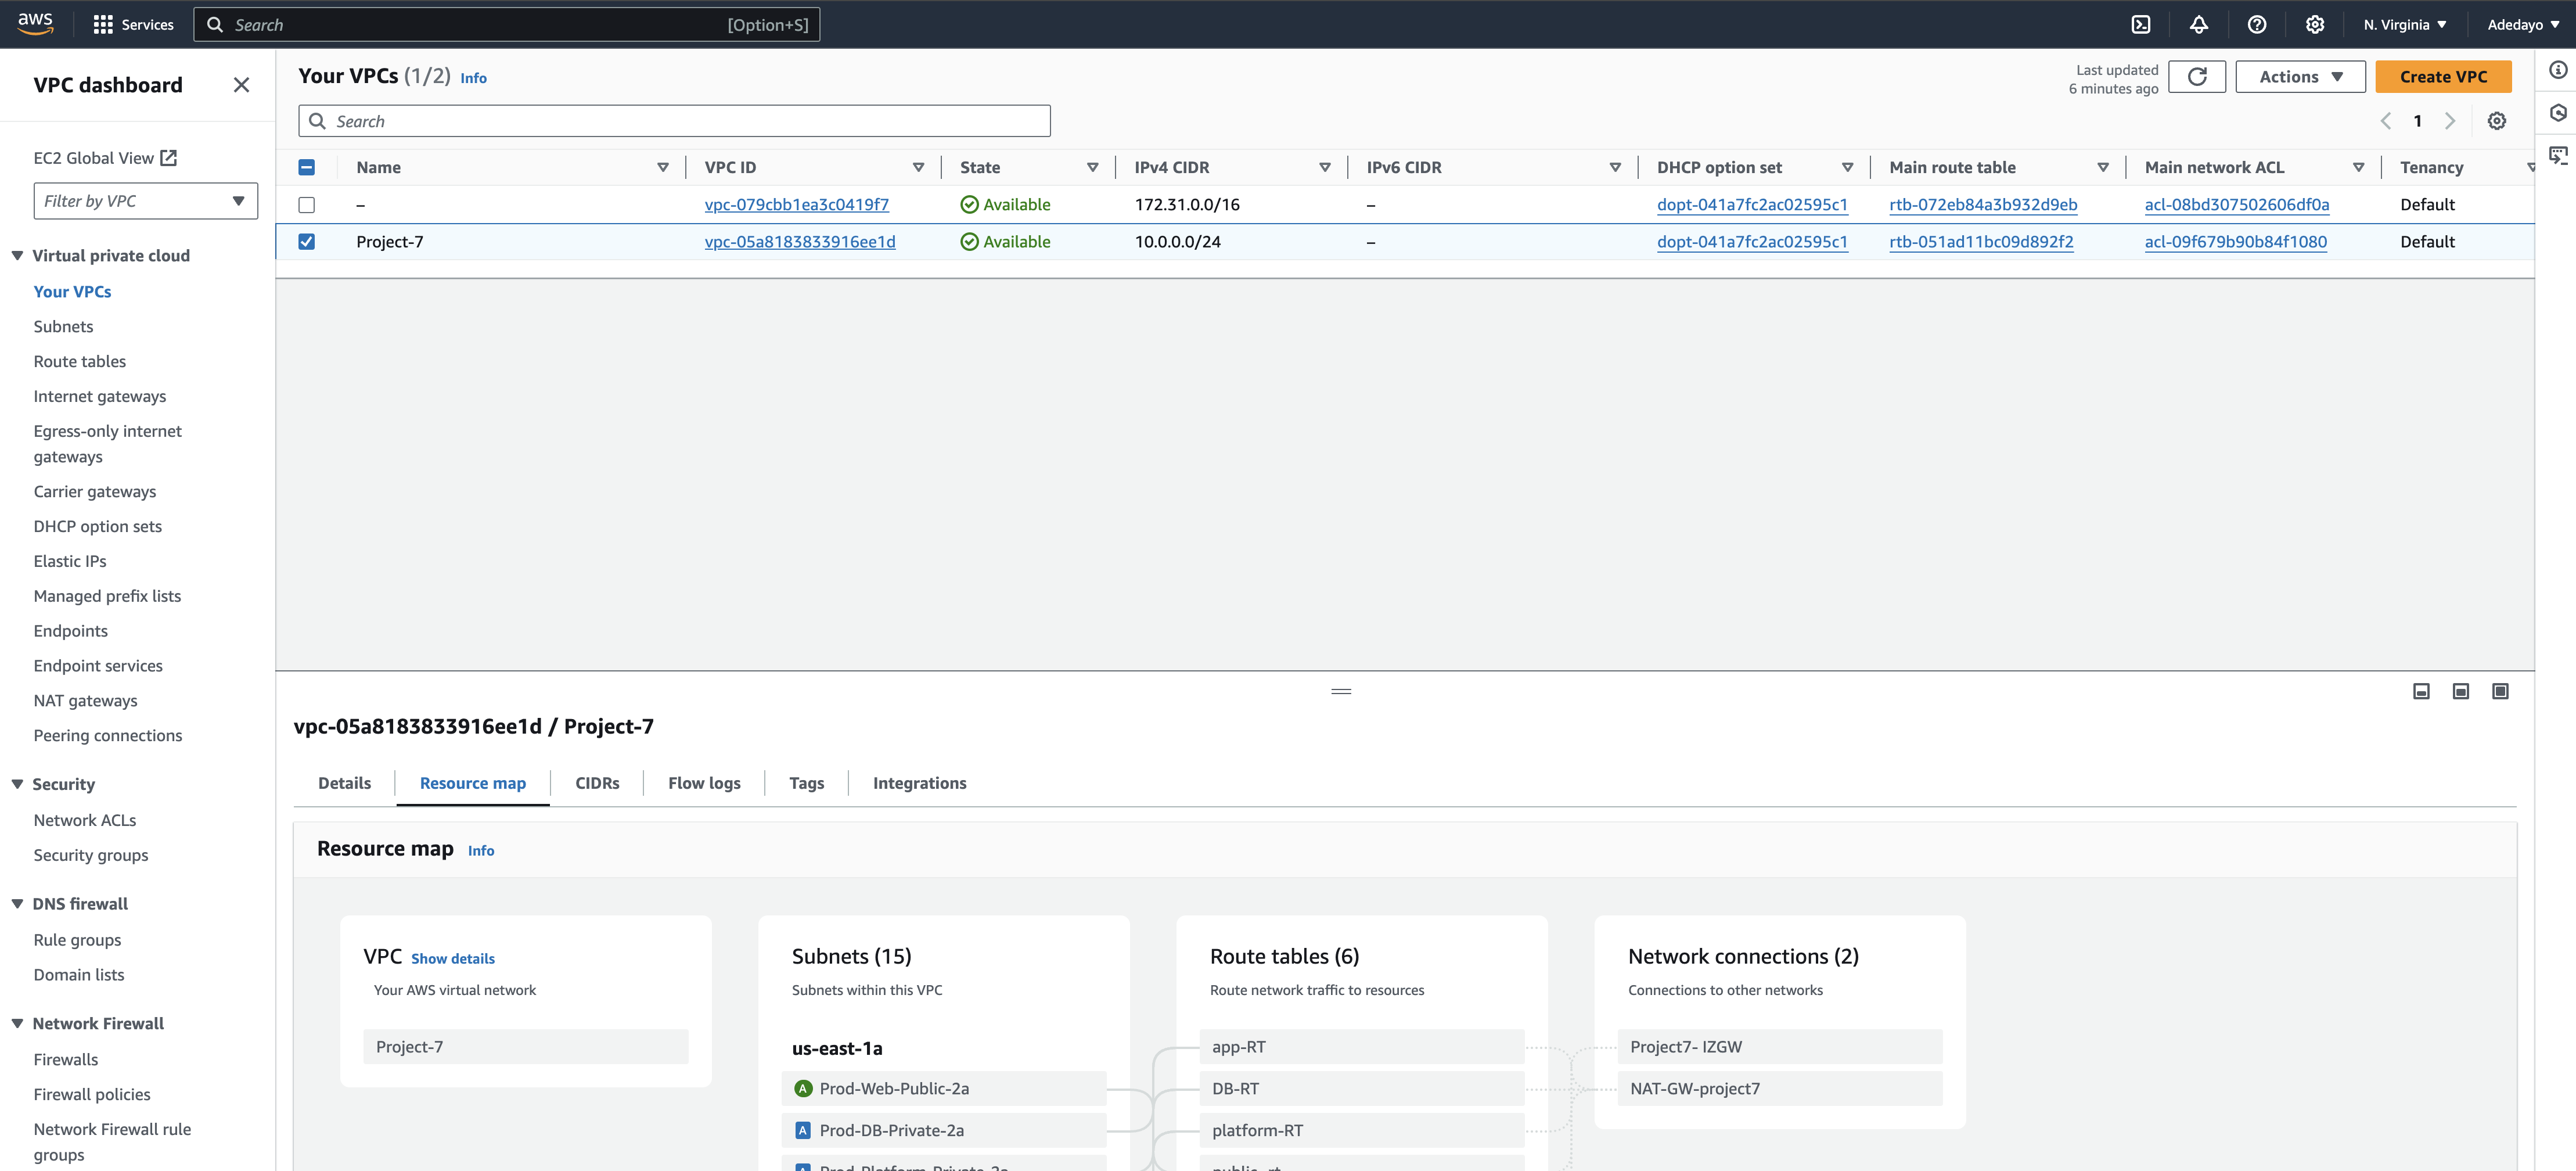 aws
Services
Search
[Option+S]
N. Virginia
Adedayo
VPC dashboard
EC2 Global View
Filter by VPC
Virtual private cloud
Your VPCs
Subnets
Route tables
Internet gateways
Egress-only internet
gateways
Carrier gateways
DHCP option sets
Elastic IPs
Managed prefix lists
Endpoints
Endpoint services
NAT gateways
Peering connections
Security
Network ACLs
Security groups
DNS firewall
Rule groups
Domain lists
Network Firewall
Firewalls
Firewall policies
Network Firewall rule
groups
Your VPCs (1/2) Info
Last updated
6 minutes ago
Actions
Create VPC
Search
1
Name VPC ID State IPv4 CIDR IPv6 CIDR DHCP option set Main route table Main network ACL Tenancy
– vpc-079cbb1ea3c0419f7 Available 172.31.0.0/16 – dopt-041a7fc2ac02595c1 rtb-072eb84a3b932d9eb acl-08bd307502606df0a Default
Project-7 vpc-05a8183833916ee1d Available 10.0.0.0/24 – dopt-041a7fc2ac02595c1 rtb-051ad11bc09d892f2 acl-09f679b90b84f1080 Default
vpc-05a8183833916ee1d / Project-7
Details Resource map CIDRs Flow logs Tags Integrations
Resource map Info
VPC Show details
Your AWS virtual network
Project-7
Subnets (15)
Subnets within this VPC
us-east-1a
A Prod-Web-Public-2a
A Prod-DB-Private-2a
A Prod-Platform-Private-2a
Route tables (6)
Route network traffic to resources
app-RT
DB-RT
platform-RT
public-rt
Network connections (2)
Connections to other networks
Project7- IZGW
NAT-GW-project7